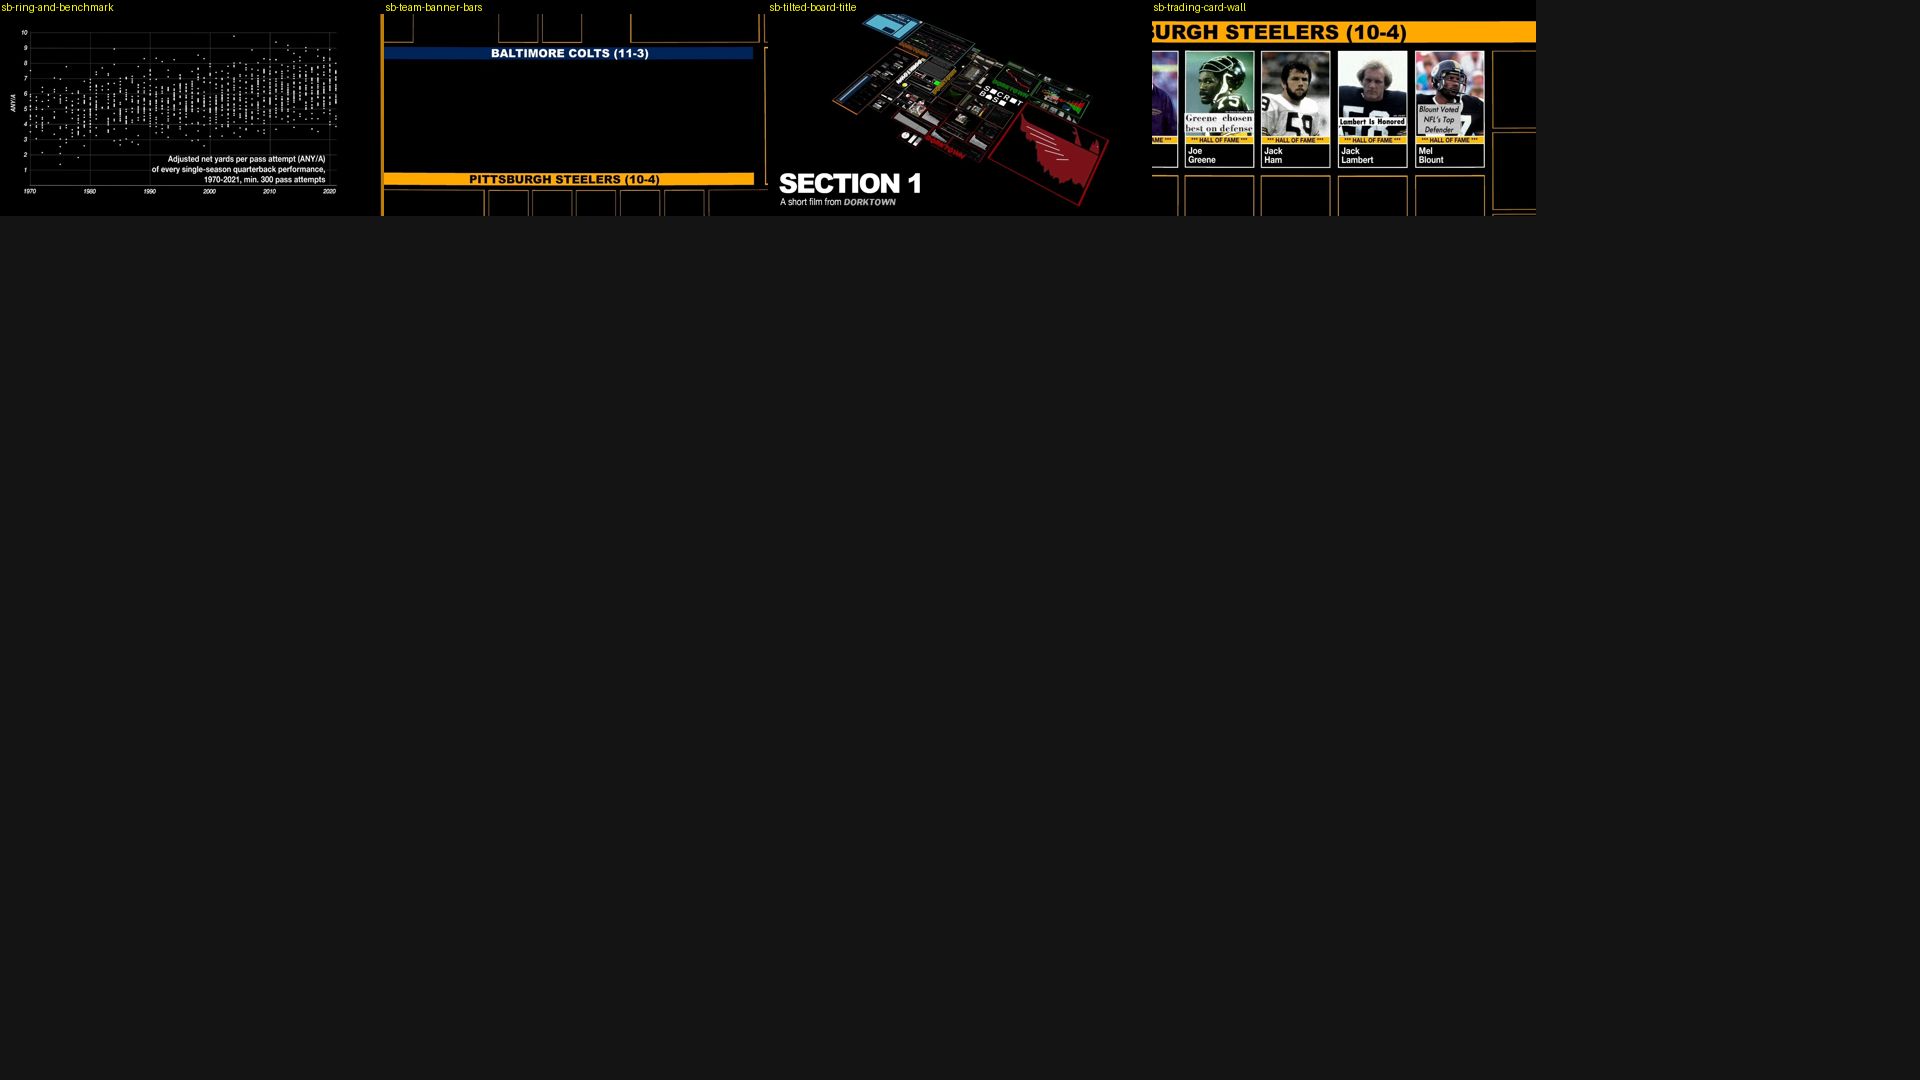 sb-ring-and-benchmark
10
9
8
7
6
5
4
3
2
1
ANY/A
Adjusted net yards per pass attempt (ANY/A)
of every single-season quarterback performance,
1970-2021, min. 300 pass attempts
1970 1980 1990 2000 2010 2020
sb-team-banner-bars
BALTIMORE COLTS (11-3)
PITTSBURGH STEELERS (10-4)
sb-tilted-board-title
SECRET
BASE
DORKTOWN
SECTION 1
A short film from DORKTOWN
sb-trading-card-wall
BURGH STEELERS (10-4)
75
Greene chosen
best on defense
*** HALL OF FAME ***
Joe
Greene
59
*** HALL OF FAME ***
Jack
Ham
Lambert Is Honored
*** HALL OF FAME ***
Jack
Lambert
Blount Voted
NFL's Top
Defender
*** HALL OF FAME ***
Mel
Blount